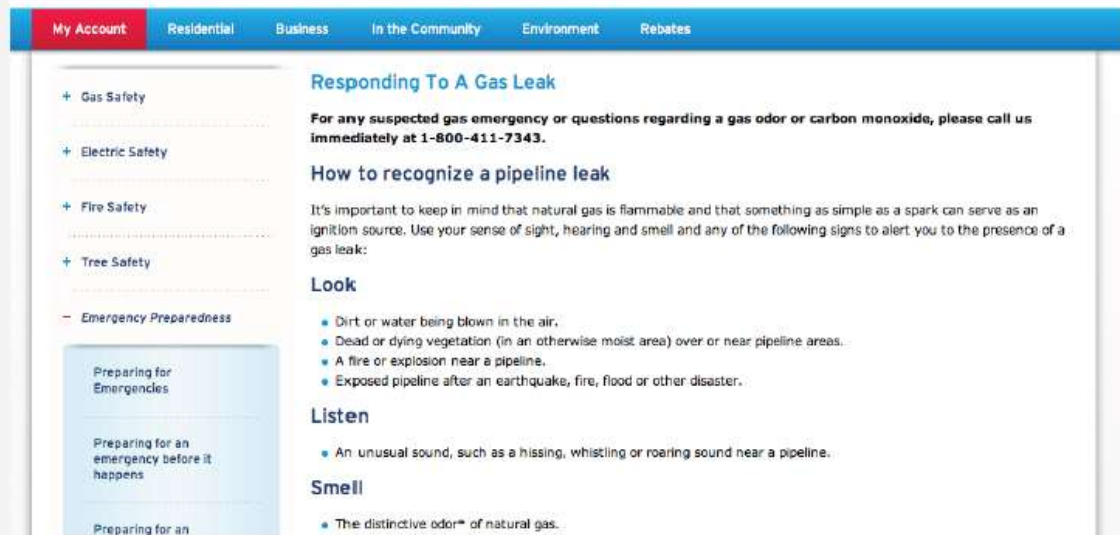 My Account Residential Business In the Community Environment Rebates
+ Gas Safety
+ Electric Safety
+ Fire Safety
+ Tree Safety
− Emergency Preparedness
Preparing for
Emergencies
Preparing for an
emergency before it
happens
Preparing for an
Responding To A Gas Leak
For any suspected gas emergency or questions regarding a gas odor or carbon monoxide, please call us
immediately at 1-800-411-7343.
How to recognize a pipeline leak
It's important to keep in mind that natural gas is flammable and that something as simple as a spark can serve as an
ignition source. Use your sense of sight, hearing and smell and any of the following signs to alert you to the presence of a
gas leak:
Look
• Dirt or water being blown in the air.
• Dead or dying vegetation (in an otherwise moist area) over or near pipeline areas.
• A fire or explosion near a pipeline.
• Exposed pipeline after an earthquake, fire, flood or other disaster.
Listen
• An unusual sound, such as a hissing, whistling or roaring sound near a pipeline.
Smell
• The distinctive odor* of natural gas.